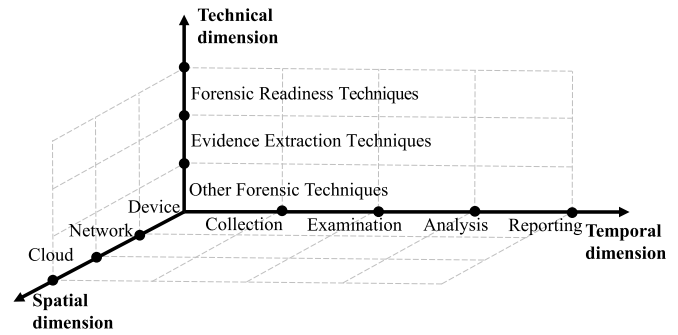 Technical
dimension
Forensic Readiness Techniques
Evidence Extraction Techniques
Other Forensic Techniques
Device
Network
Cloud
Collection
Examination
Analysis
Reporting
Temporal
dimension
Spatial
dimension